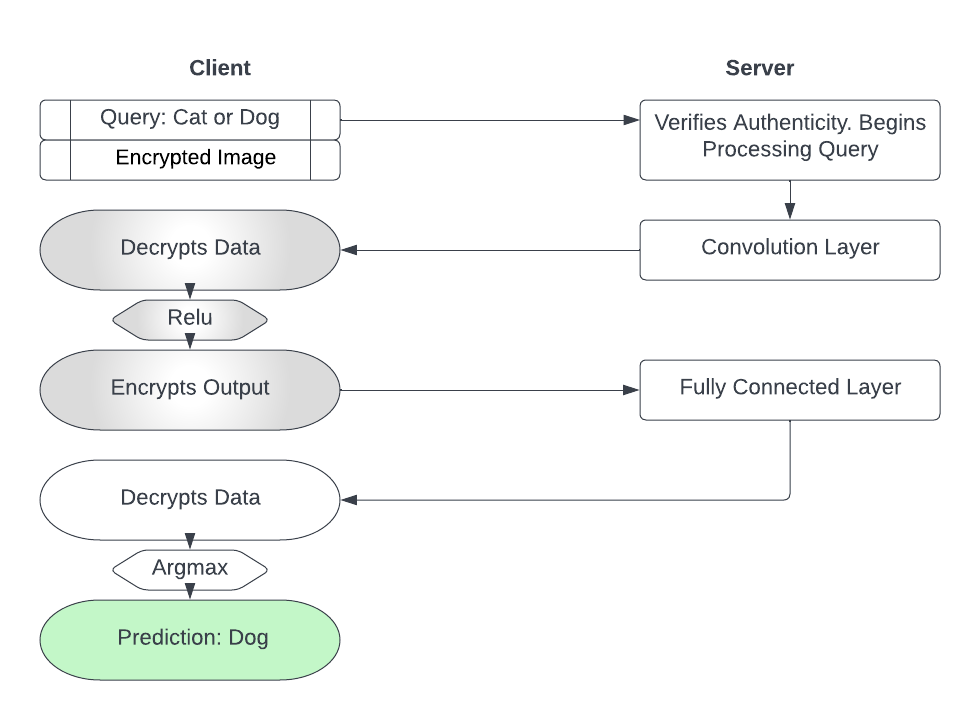 Client
Server
Query: Cat or Dog
Encrypted Image
Verifies Authenticity. Begins
Processing Query
Decrypts Data
Convolution Layer
Relu
Encrypts Output
Fully Connected Layer
Decrypts Data
Argmax
Prediction: Dog